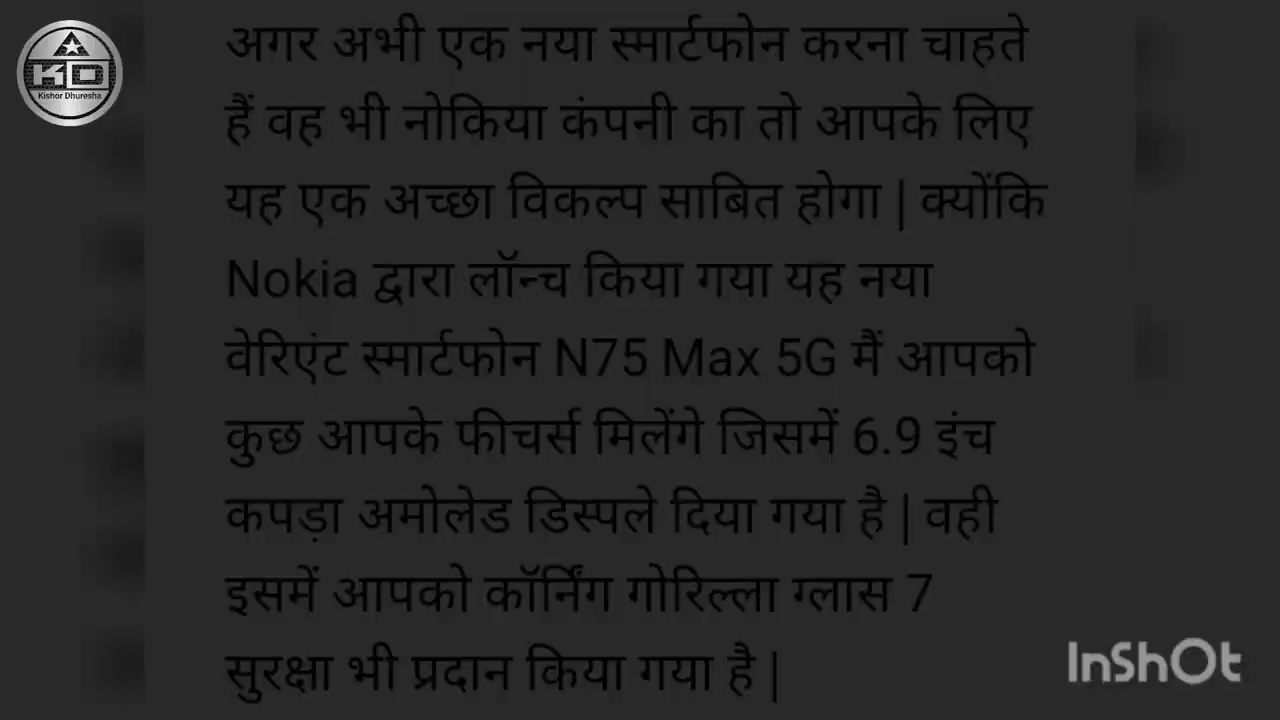 KD
Kishor Dhuresha
अगर अभी एक नया स्मार्टफोन करना चाहते
हैं वह भी नोकिया कंपनी का तो आपके लिए
यह एक अच्छा विकल्प साबित होगा | क्योंकि
Nokia द्वारा लॉन्च किया गया यह नया
वेरिएंट स्मार्टफोन N75 Max 5G मैं आपको
कुछ आपके फीचर्स मिलेंगे जिसमें 6.9 इंच
कपड़ा अमोलेड डिस्पले दिया गया है | वही
इसमें आपको कॉर्निंग गोरिल्ला ग्लास 7
सुरक्षा भी प्रदान किया गया है |
InShOt